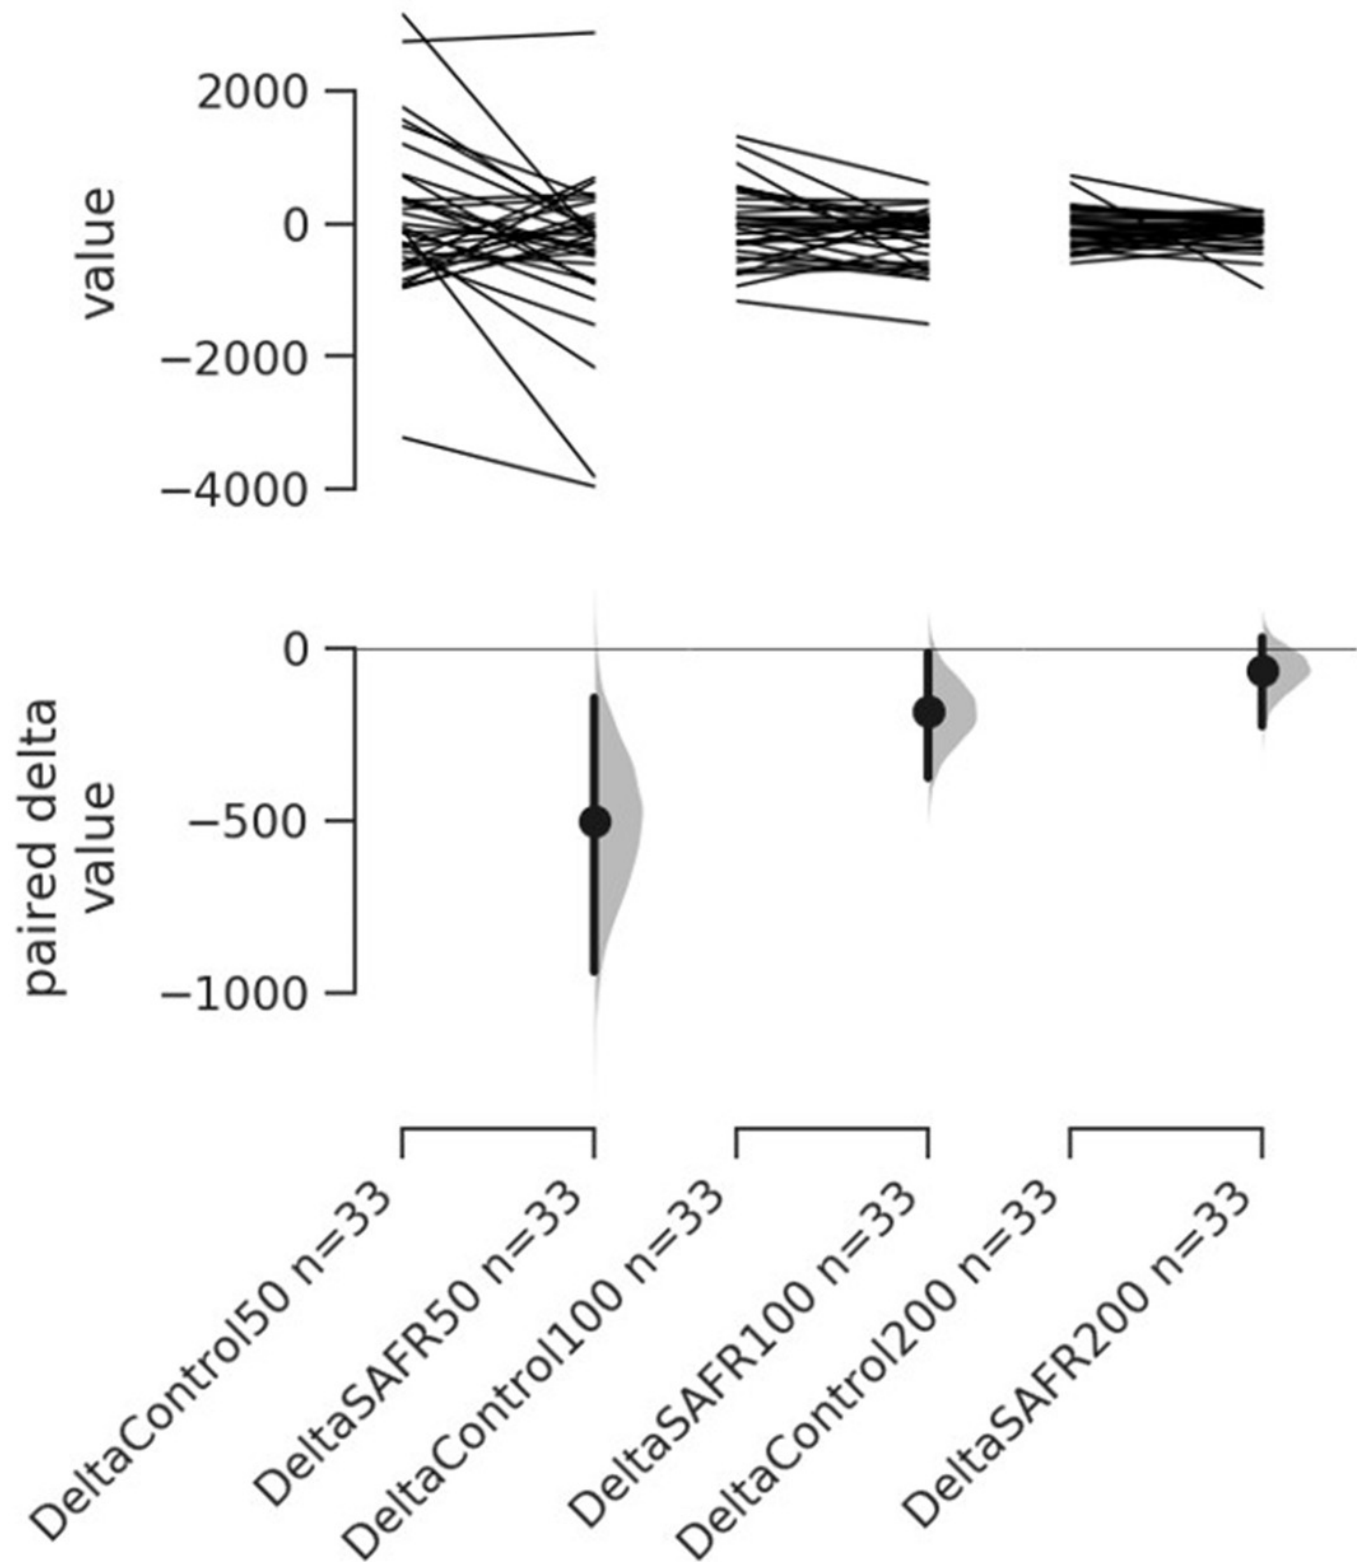 value
2000
0
−2000
−4000
paired delta
value
0
−500
−1000
DeltaControl50 n=33
DeltaSAFR50 n=33
DeltaControl100 n=33
DeltaSAFR100 n=33
DeltaControl200 n=33
DeltaSAFR200 n=33